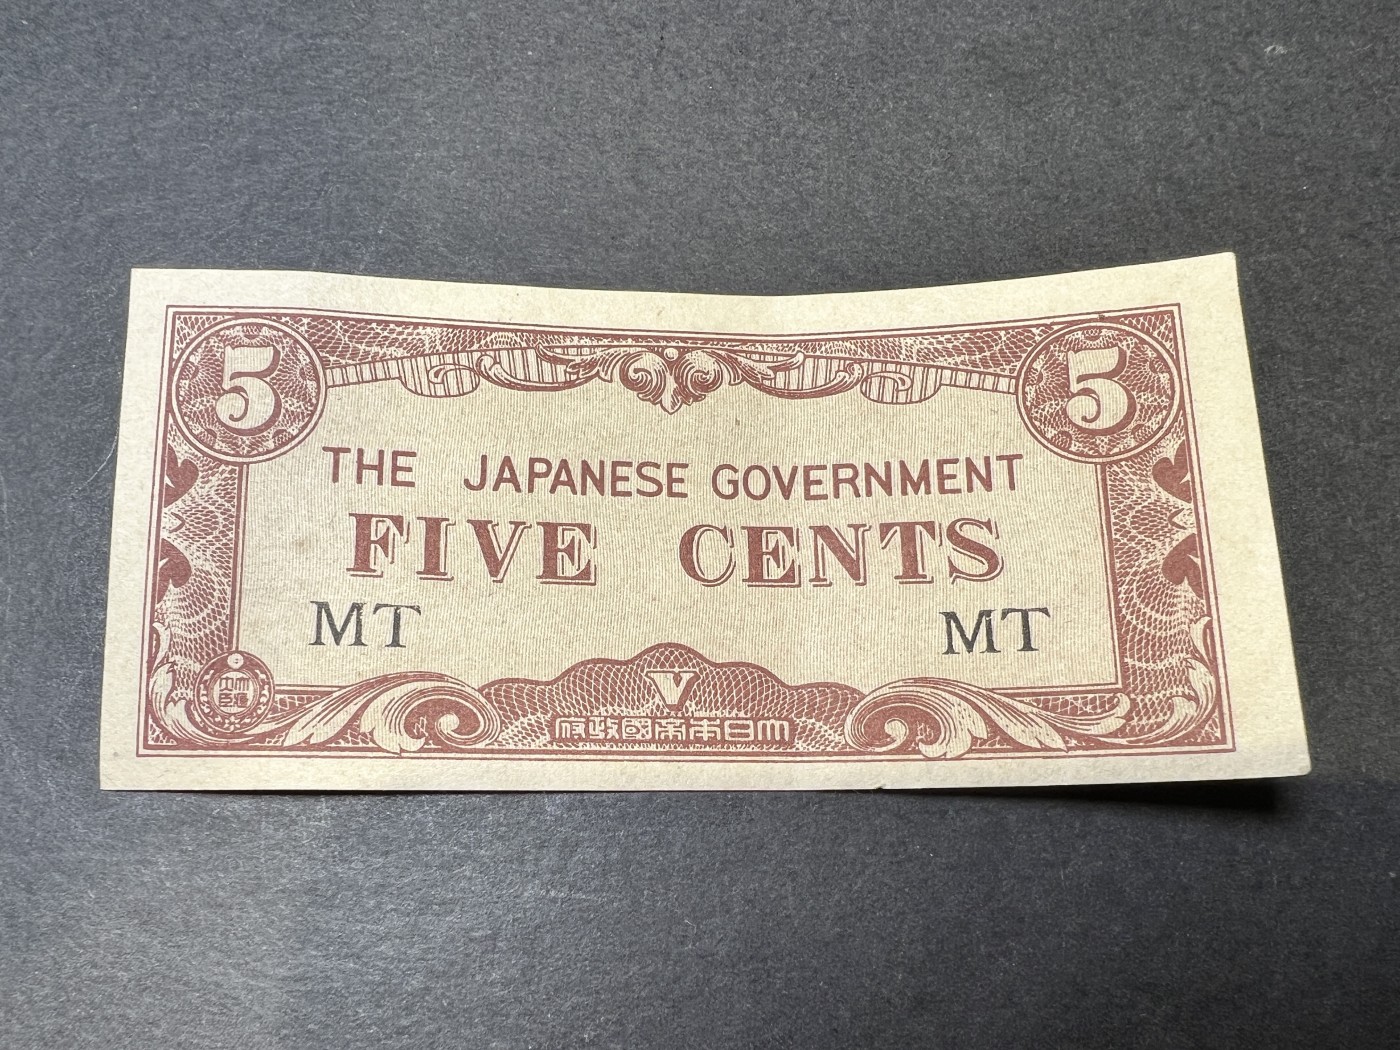 5 5
THE JAPANESE GOVERNMENT
FIVE CENTS
MT MT
V
大日本帝國政府